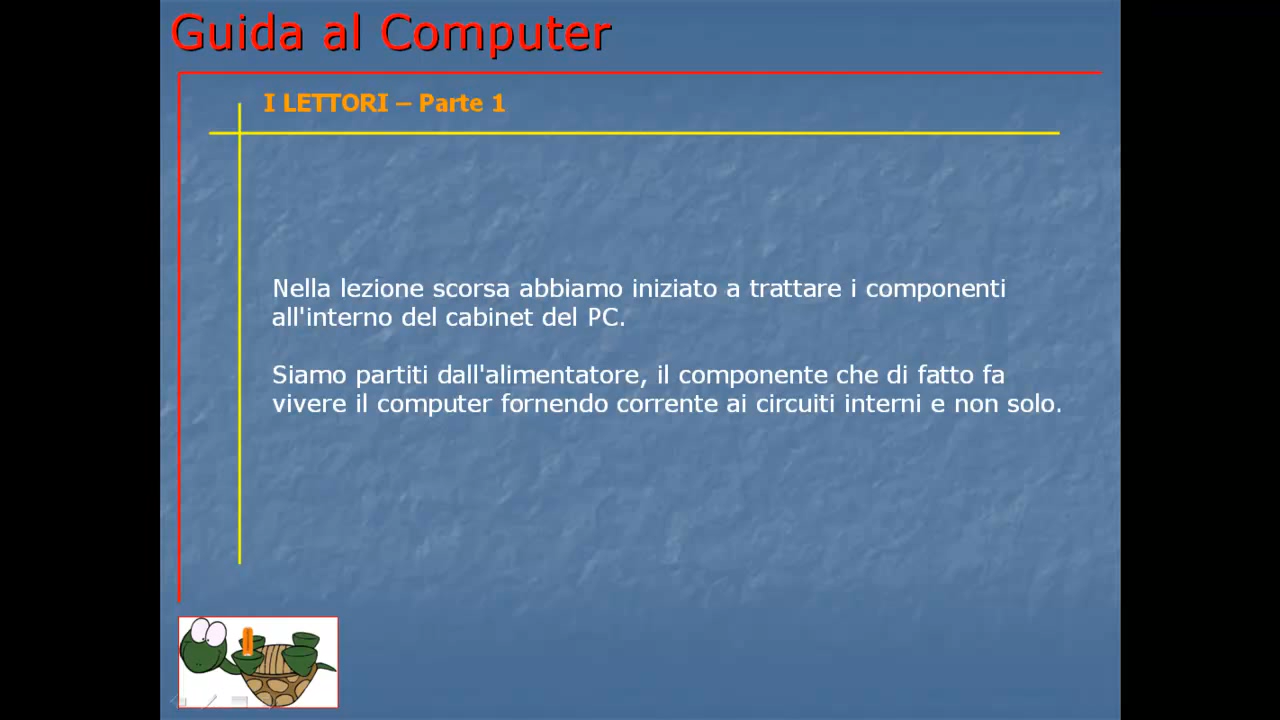 Guida al Computer
I LETTORI – Parte 1
Nella lezione scorsa abbiamo iniziato a trattare i componenti
all'interno del cabinet del PC.
Siamo partiti dall'alimentatore, il componente che di fatto fa
vivere il computer fornendo corrente ai circuiti interni e non solo.